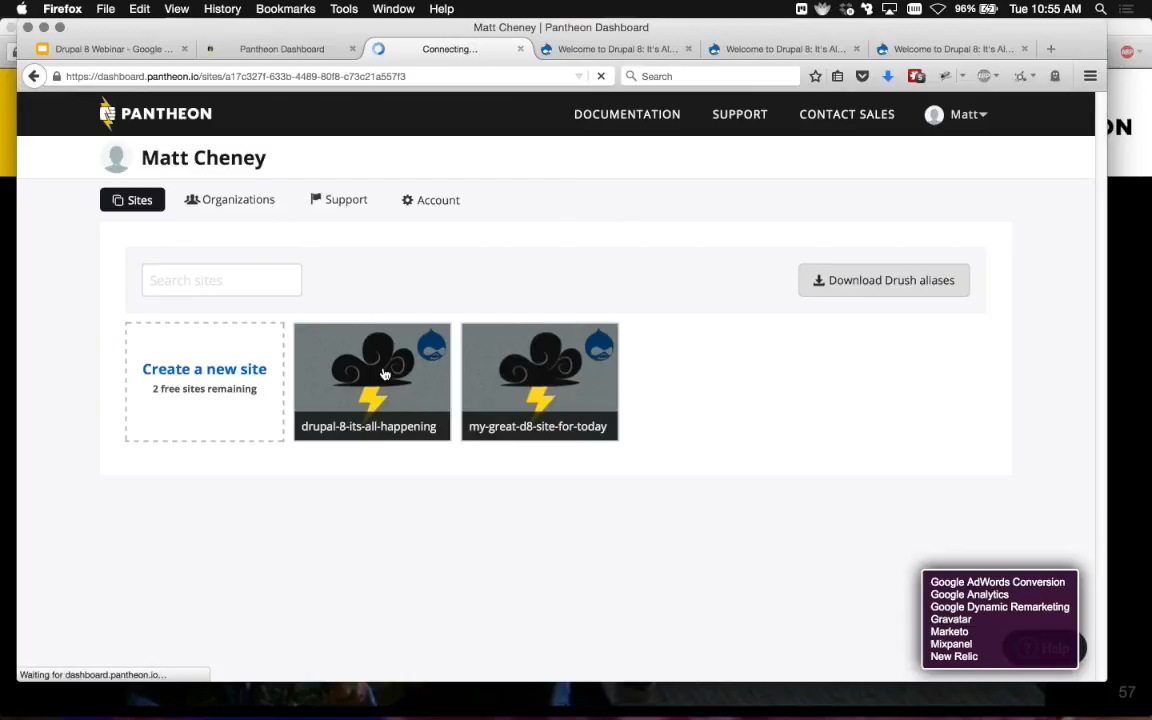 Firefox File Edit View History Bookmarks Tools Window Help 96% Tue 10:55 AM
Matt Cheney | Pantheon Dashboard
Drupal 8 Webinar - Google ... × Pantheon Dashboard × Connecting... × Welcome to Drupal 8: It's Al... × Welcome to Drupal 8: It's Al... × Welcome to Drupal 8: It's Al... × +
https://dashboard.pantheon.io/sites/a17c327f-633b-4489-80f8-c73c21a557f3 Search
PANTHEON DOCUMENTATION SUPPORT CONTACT SALES Matt
ON
Matt Cheney
Sites Organizations Support Account
Search sites Download Drush aliases
Create a new site
2 free sites remaining
drupal-8-its-all-happening my-great-d8-site-for-today
Google AdWords Conversion
Google Analytics
Google Dynamic Remarketing
Gravatar
Marketo
Mixpanel
New Relic
Help
Waiting for dashboard.pantheon.io...
57